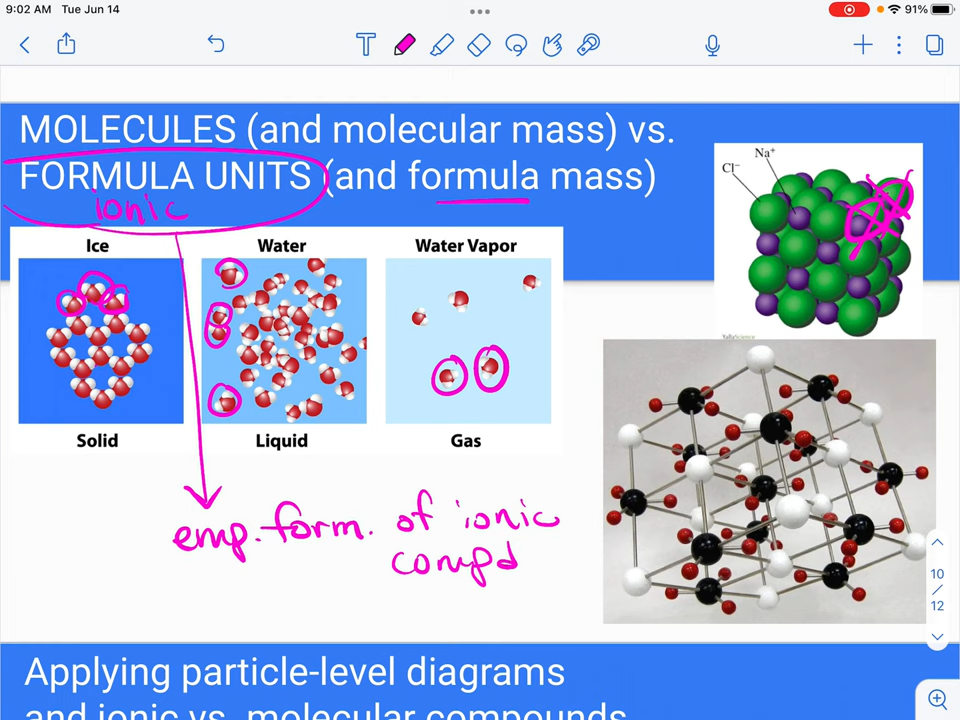 9:02 AM Tue Jun 14
91%
T
MOLECULES (and molecular mass) vs.
FORMULA UNITS (and formula mass)
ionic
Na⁺
Cl⁻
Ice
Water
Water Vapor
Solid
Liquid
Gas
emp. form. of ionic
compd
10
/
12
Applying particle-level diagrams
and ionic vs. molecular compounds